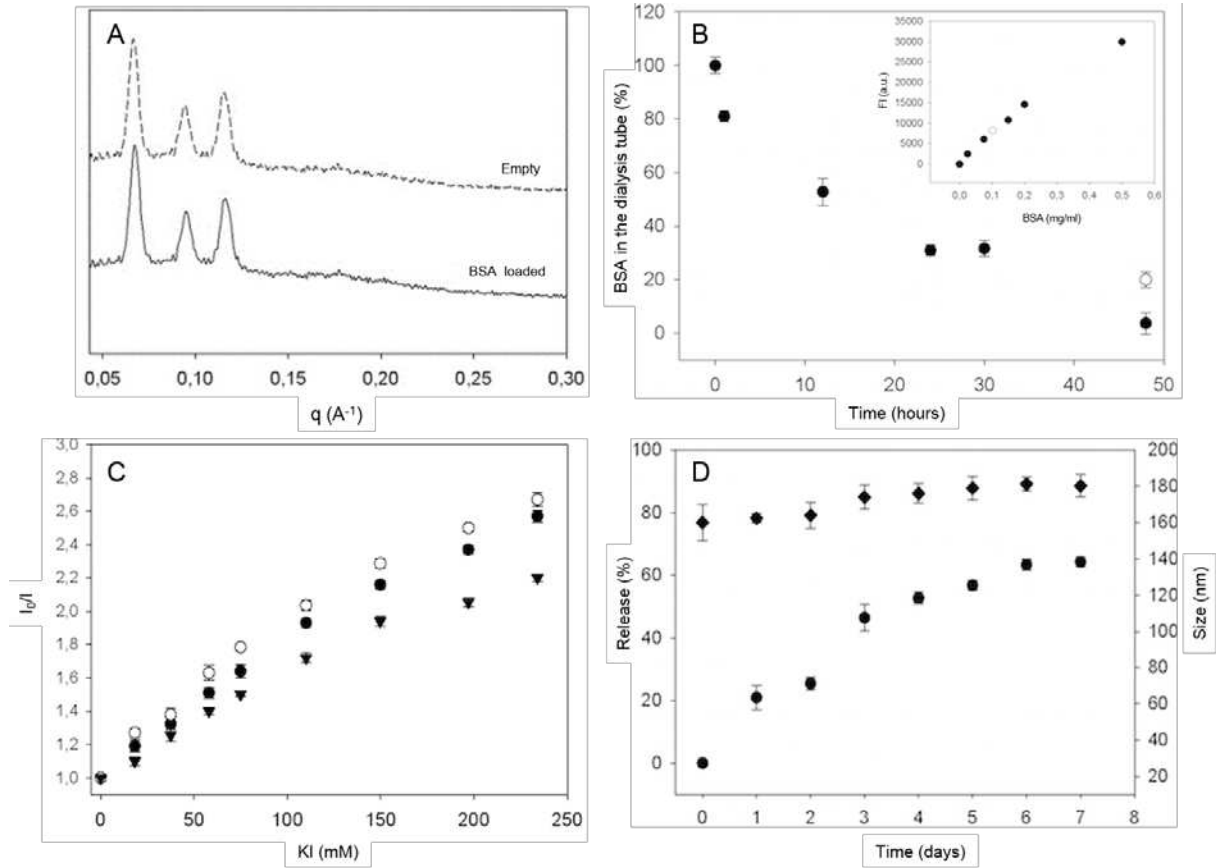 A
Empty
BSA loaded
0,05 0,10 0,15 0,20 0,25 0,30
q (A-1)
B
BSA in the dialysis tube (%)
120
100
80
60
40
20
0
0 10 20 30 40 50
Time (hours)
FI (a.u.)
35000
30000
25000
20000
15000
10000
5000
0
0,0 0,1 0,2 0,3 0,4 0,5 0,6
BSA (mg/ml)
C
I0/I
3,0
2,8
2,6
2,4
2,2
2,0
1,8
1,6
1,4
1,2
1,0
0 50 100 150 200 250
KI (mM)
D
Release (%)
100
80
60
40
20
0
Size (nm)
200
180
160
140
120
100
80
60
40
20
0 1 2 3 4 5 6 7 8
Time (days)